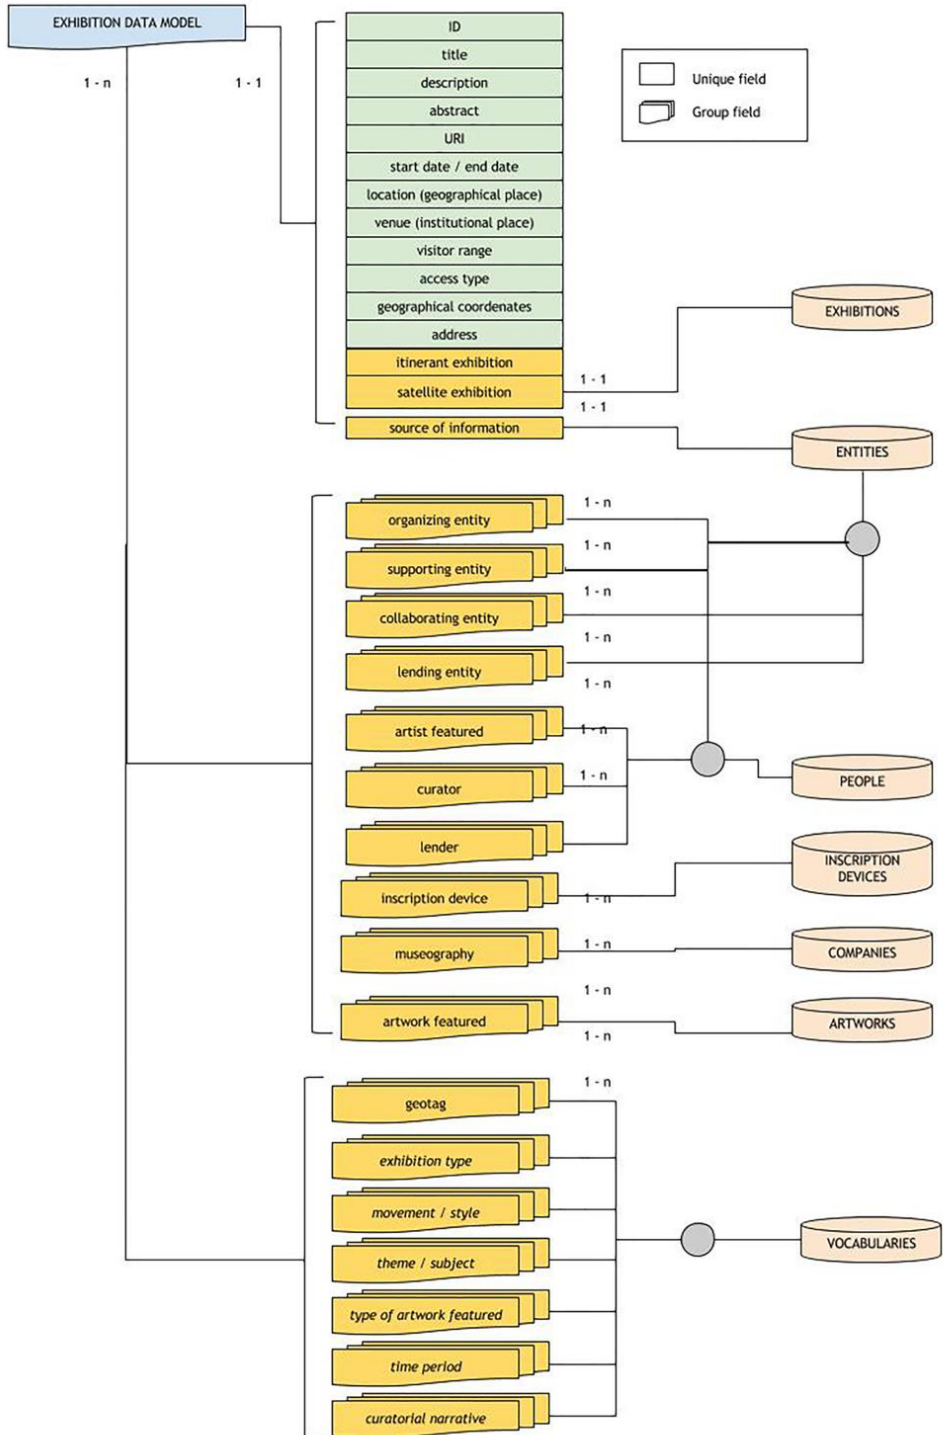 EXHIBITION DATA MODEL
1 - n
1 - 1
ID
title
description
abstract
URI
start date / end date
location (geographical place)
venue (institutional place)
visitor range
access type
geographical coordenates
address
itinerant exhibition
satellite exhibition
source of information
Unique field
Group field
1 - 1
1 - 1
EXHIBITIONS
ENTITIES
organizing entity
1 - n
supporting entity
1 - n
collaborating entity
1 - n
lending entity
1 - n
1 - n
artist featured
1 - n
curator
1 - n
lender
PEOPLE
inscription device
1 - n
INSCRIPTION
DEVICES
museography
1 - n
COMPANIES
1 - n
artwork featured
1 - n
ARTWORKS
1 - n
geotag
exhibition type
movement / style
theme / subject
type of artwork featured
time period
curatorial narrative
VOCABULARIES